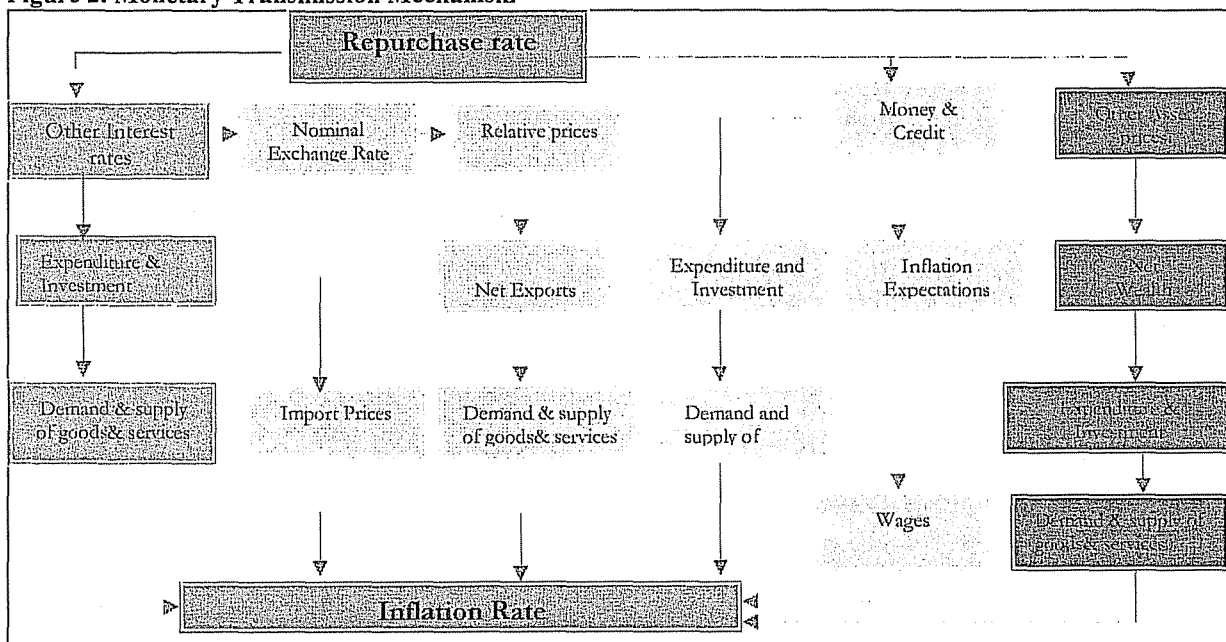 Figure 2. Monetary Transmission Mechanism
Repurchase rate
Other Interest
rates
Nominal
Exchange Rate
Relative prices
Money &
Credit
Other Asset
prices
Expenditure &
Investment
Net Exports
Expenditure and
Investment
Inflation
Expectations
Net
Wealth
Demand & supply
of goods& services
Import Prices
Demand & supply
of goods& services
Demand and
supply of
Expenditure &
Investment
Wages
Demand & supply of
goods& services
Inflation Rate